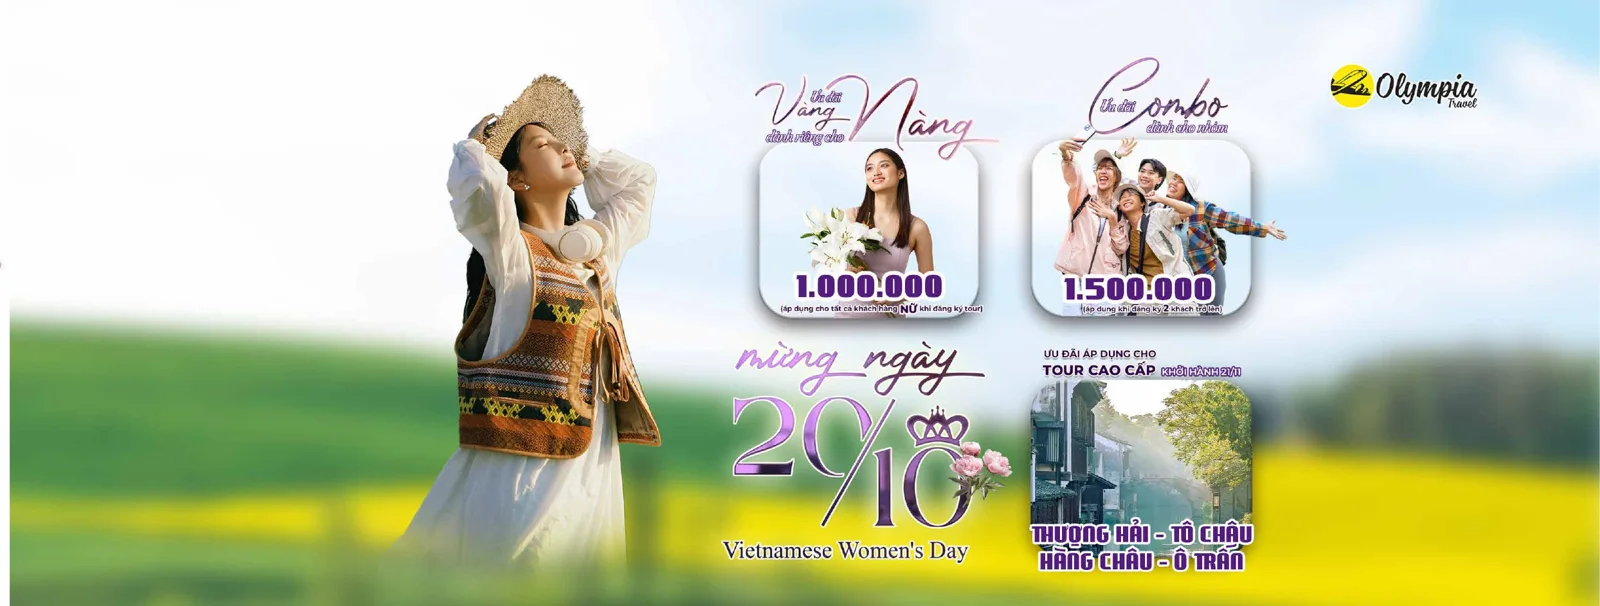 Ưu đãi
Vàng
dành riêng cho
Nàng
1.000.000
(áp dụng cho tất cả khách hàng NỮ khi đăng ký tour)
Ưu đãi Combo
dành cho nhóm
1.500.000
(áp dụng khi đăng ký 2 khách trở lên)
Olympia
Travel
mừng ngày
20/10
Vietnamese Women's Day
ƯU ĐÃI ÁP DỤNG CHO
TOUR CAO CẤP KHỞI HÀNH 21/11
THƯỢNG HẢI - TÔ CHÂU
HÀNG CHÂU - Ô TRẤN